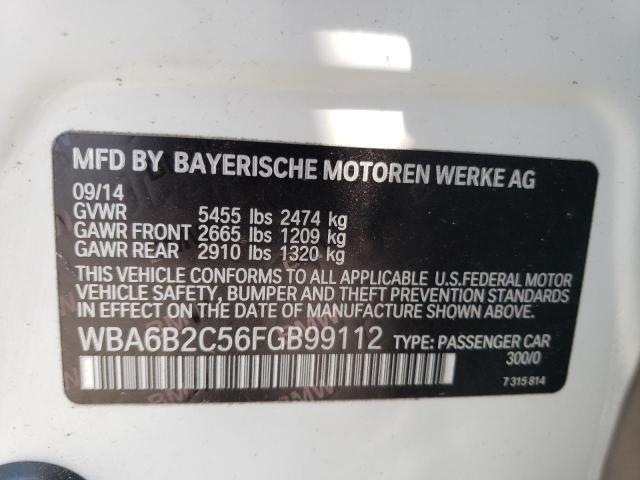 MFD BY BAYERISCHE MOTOREN WERKE AG
09/14
GVWR 5455 lbs 2474 kg
GAWR FRONT 2665 lbs 1209 kg
GAWR REAR 2910 lbs 1320 kg
THIS VEHICLE CONFORMS TO ALL APPLICABLE U.S.FEDERAL MOTOR
VEHICLE SAFETY, BUMPER, AND THEFT PREVENTION STANDARDS
IN EFFECT ON THE DATE OF MANUFACTURE SHOWN ABOVE.
WBA6B2C56FGB99112 TYPE: PASSENGER CAR
300/0
7 315 814